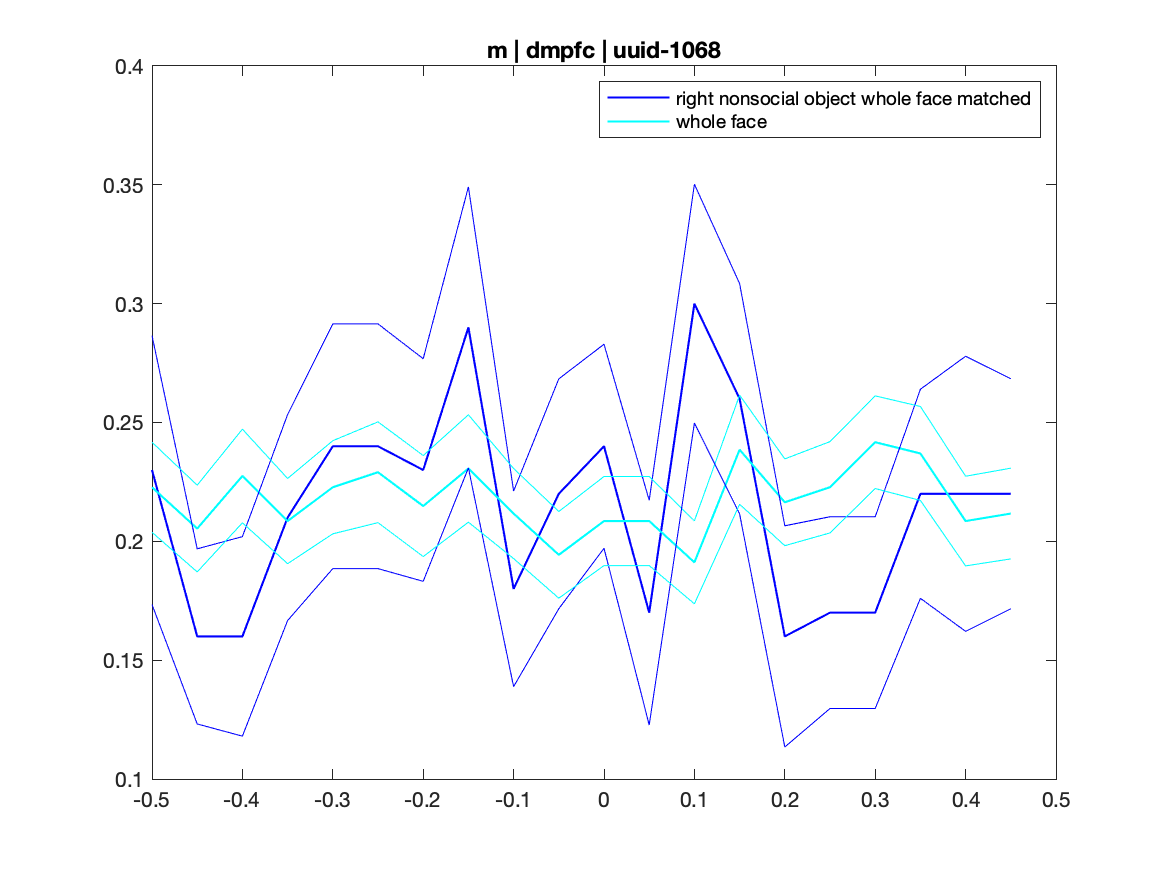 m | dmpfc | uuid-1068
right nonsocial object whole face matched
whole face
0.4
0.35
0.3
0.25
0.2
0.15
0.1
-0.5 -0.4 -0.3 -0.2 -0.1 0 0.1 0.2 0.3 0.4 0.5